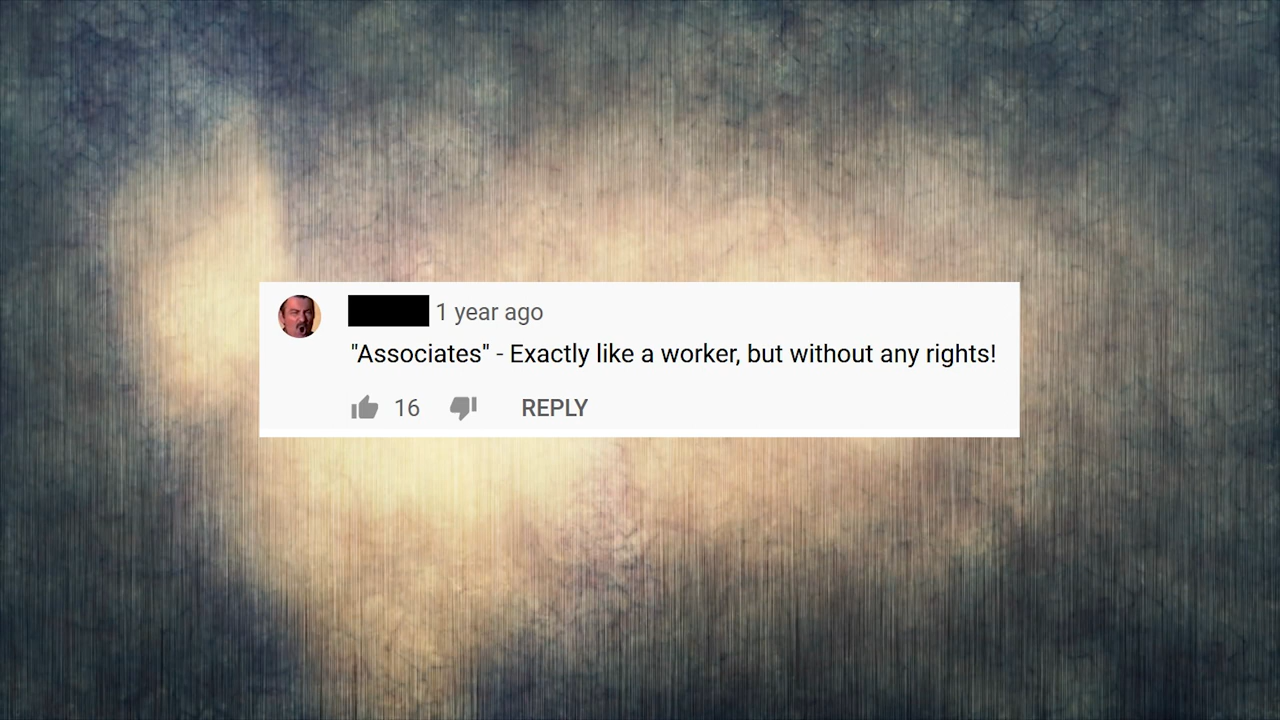 1 year ago
"Associates" - Exactly like a worker, but without any rights!
16
REPLY